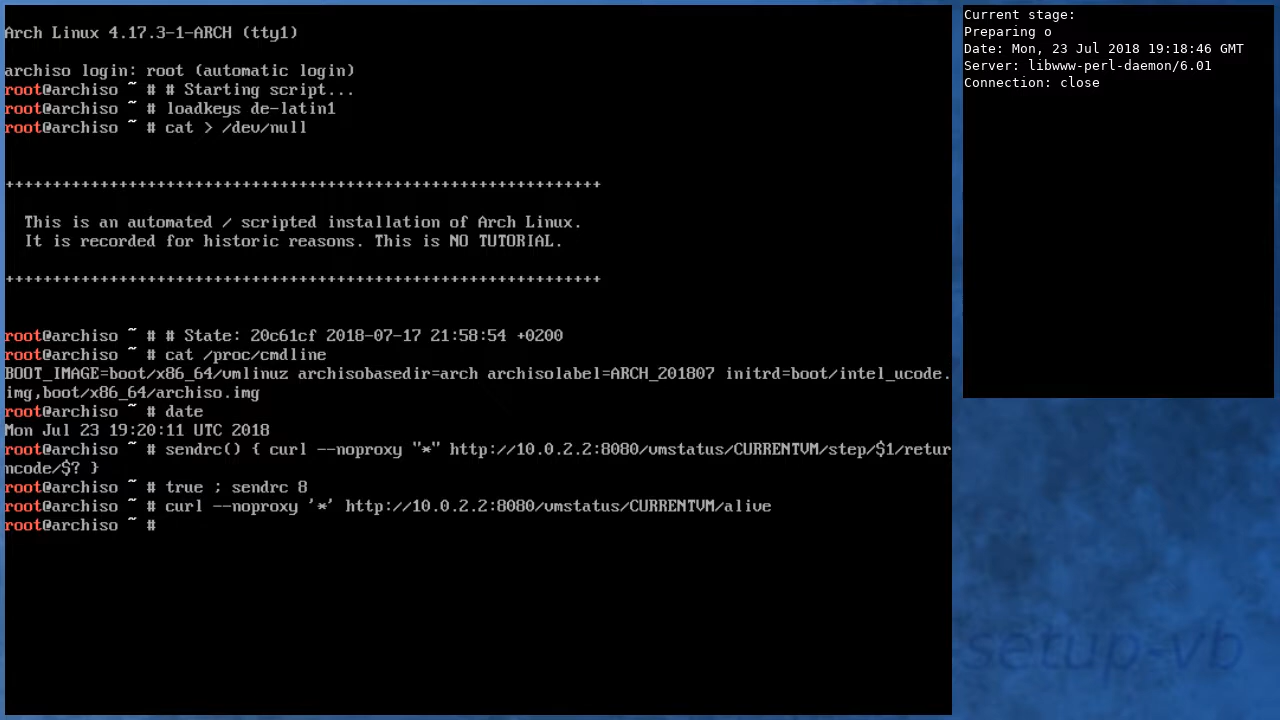 Arch Linux 4.17.3-1-ARCH (tty1)
archiso login: root (automatic login)
root@archiso ~ # # Starting script...
root@archiso ~ # loadkeys de-latin1
root@archiso ~ # cat > /dev/null
++++++++++++++++++++++++++++++++++++++++++++++++++++++++++++++++
This is an automated / scripted installation of Arch Linux.
It is recorded for historic reasons. This is NO TUTORIAL.
++++++++++++++++++++++++++++++++++++++++++++++++++++++++++++++++
root@archiso ~ # # State: 20c61cf 2018-07-17 21:58:54 +0200
root@archiso ~ # cat /proc/cmdline
BOOT_IMAGE=boot/x86_64/vmlinuz archisobasedir=arch archisolabel=ARCH_201807 initrd=boot/intel_ucode.
img,boot/x86_64/archiso.img
root@archiso ~ # date
Mon Jul 23 19:20:11 UTC 2018
root@archiso ~ # sendrc() { curl --noproxy "*" http://10.0.2.2:8080/vmstatus/CURRENTVM/step/$1/retur
ncode/$? }
root@archiso ~ # true ; sendrc 8
root@archiso ~ # curl --noproxy '*' http://10.0.2.2:8080/vmstatus/CURRENTVM/alive
root@archiso ~ #
Current stage:
Preparing o
Date: Mon, 23 Jul 2018 19:18:46 GMT
Server: libwww-perl-daemon/6.01
Connection: close
setup-vb